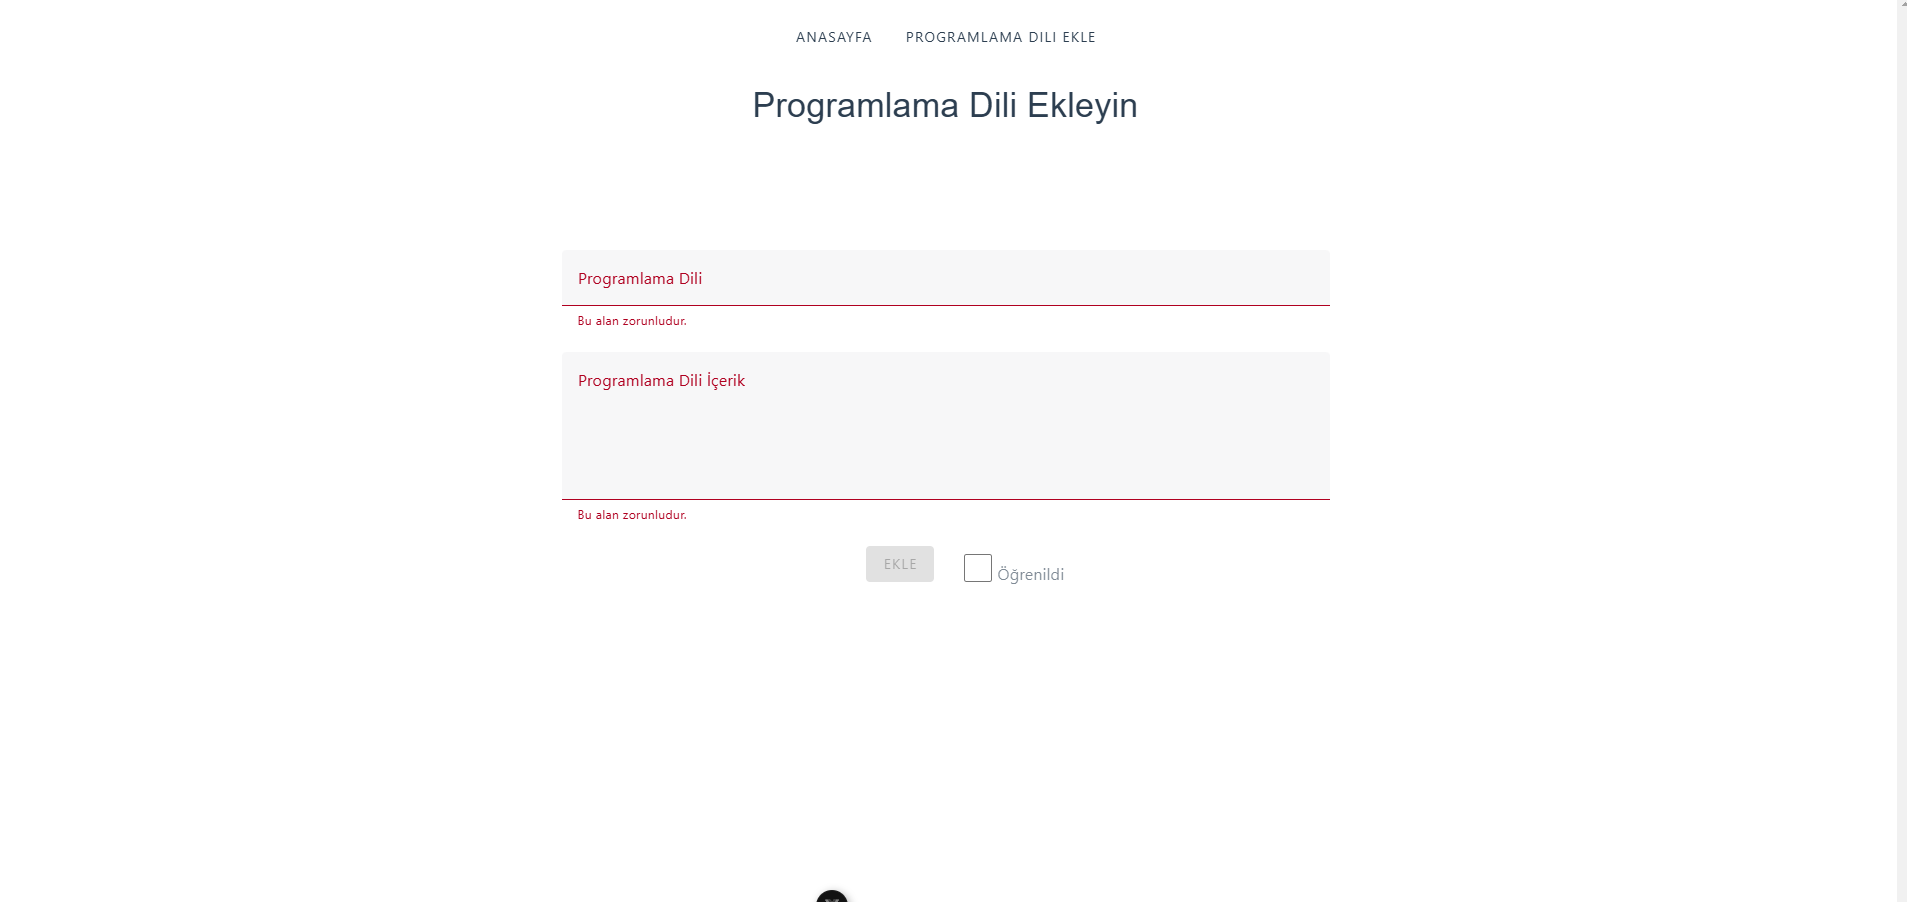 ANASAYFA PROGRAMLAMA DILI EKLE
Programlama Dili Ekleyin
Programlama Dili
Bu alan zorunludur.
Programlama Dili İçerik
Bu alan zorunludur.
EKLE Öğrenildi